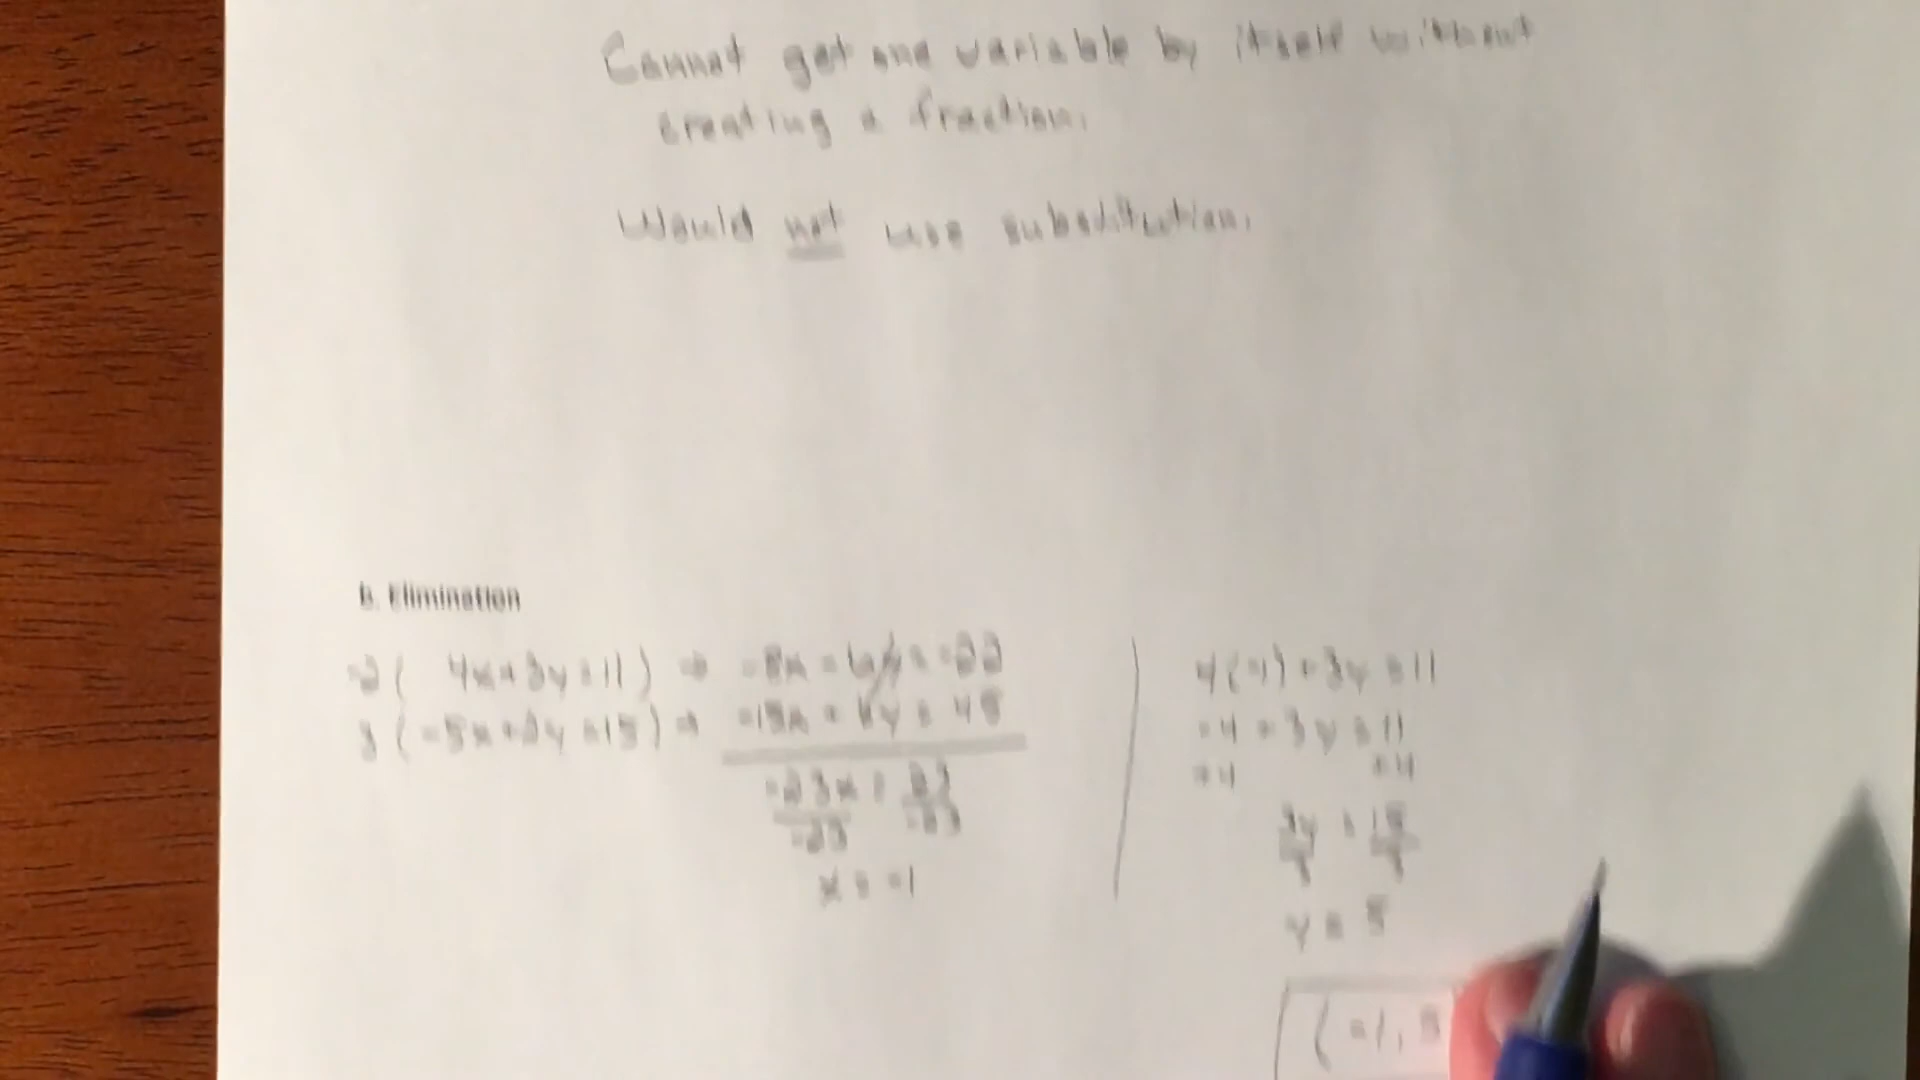 Cannot get one variable by itself without
creating a fraction.
Would not use substitution.
b. Elimination
-2( 4x+3y=11) → -8x-6y=-22
3(-5x+2y=15) → -15x+6y=45
-23x = 23
-23 -23
x = -1
4(-1)+3y=11
-4+3y=11
+4 +4
3y = 15
3 3
y = 5
(-1, 5